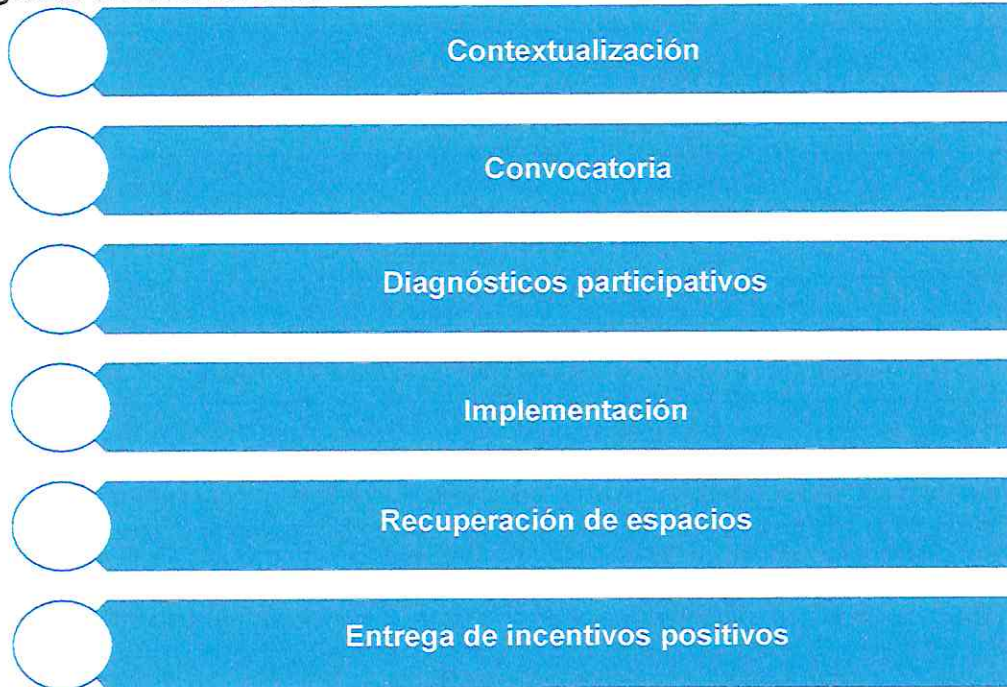 Contextualización
Convocatoria
Diagnósticos participativos
Implementación
Recuperación de espacios
Entrega de incentivos positivos